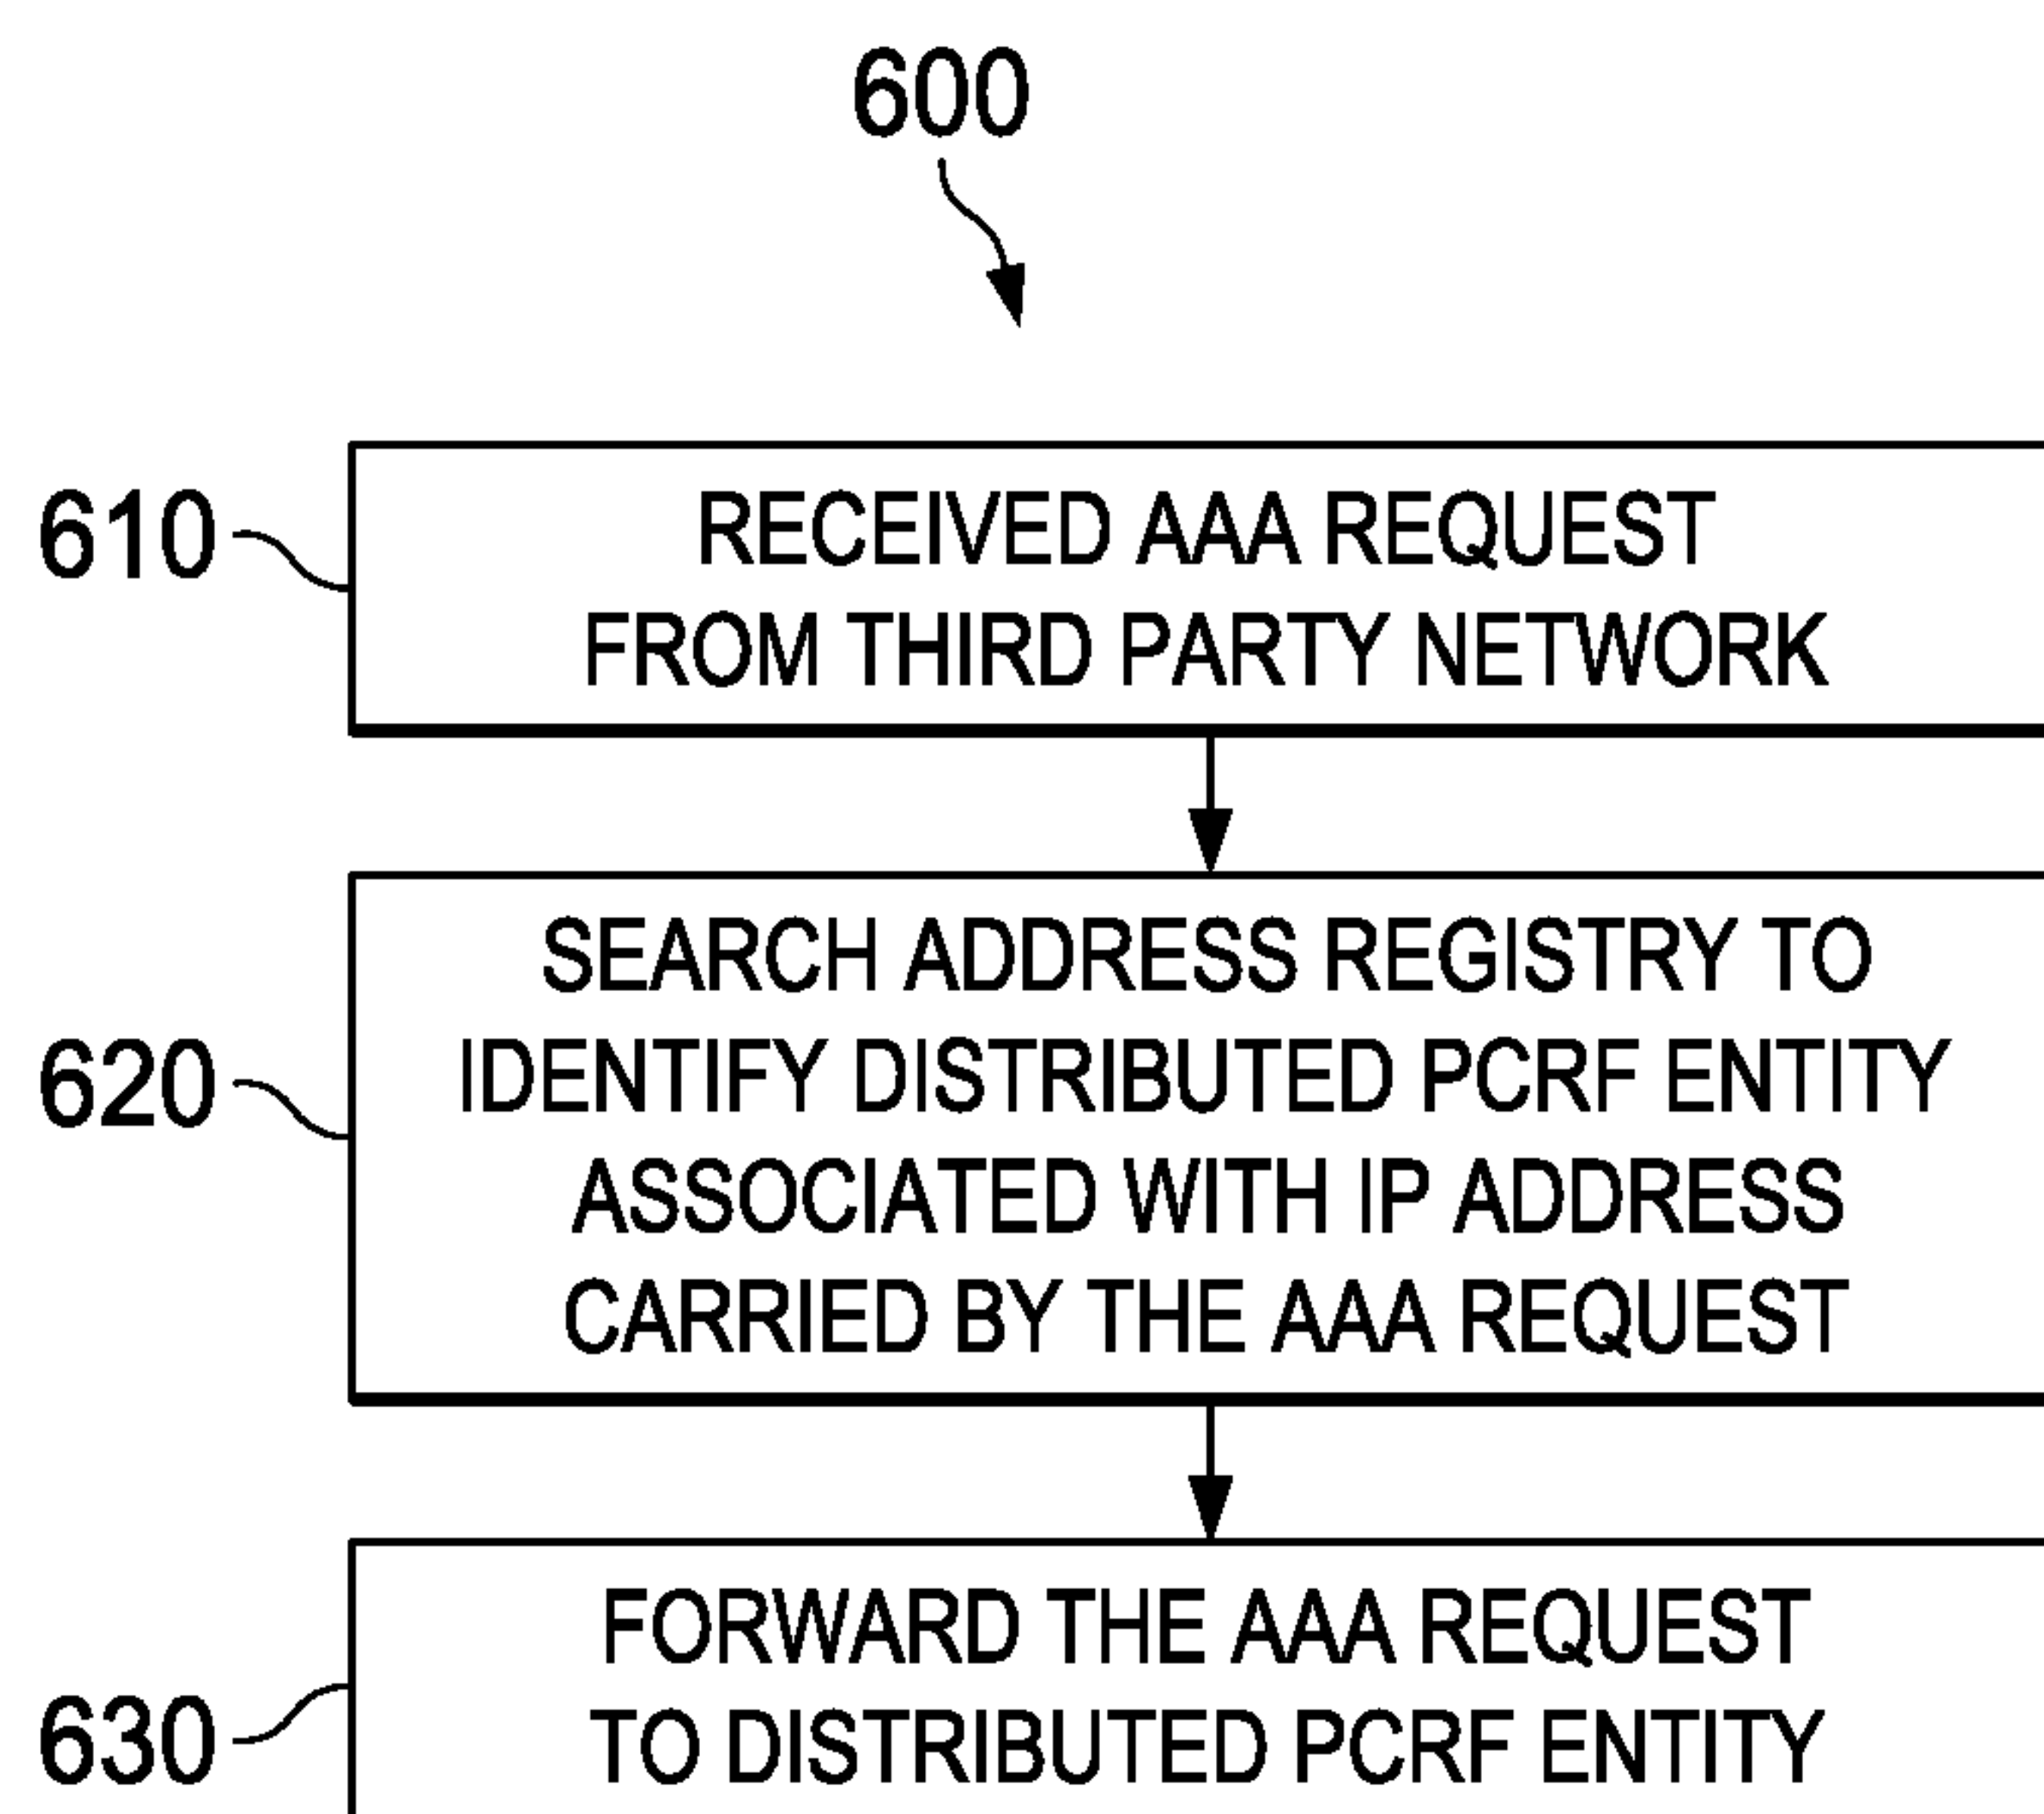 600
610
RECEIVED AAA REQUEST
FROM THIRD PARTY NETWORK
620
SEARCH ADDRESS REGISTRY TO
IDENTIFY DISTRIBUTED PCRF ENTITY
ASSOCIATED WITH IP ADDRESS
CARRIED BY THE AAA REQUEST
630
FORWARD THE AAA REQUEST
TO DISTRIBUTED PCRF ENTITY